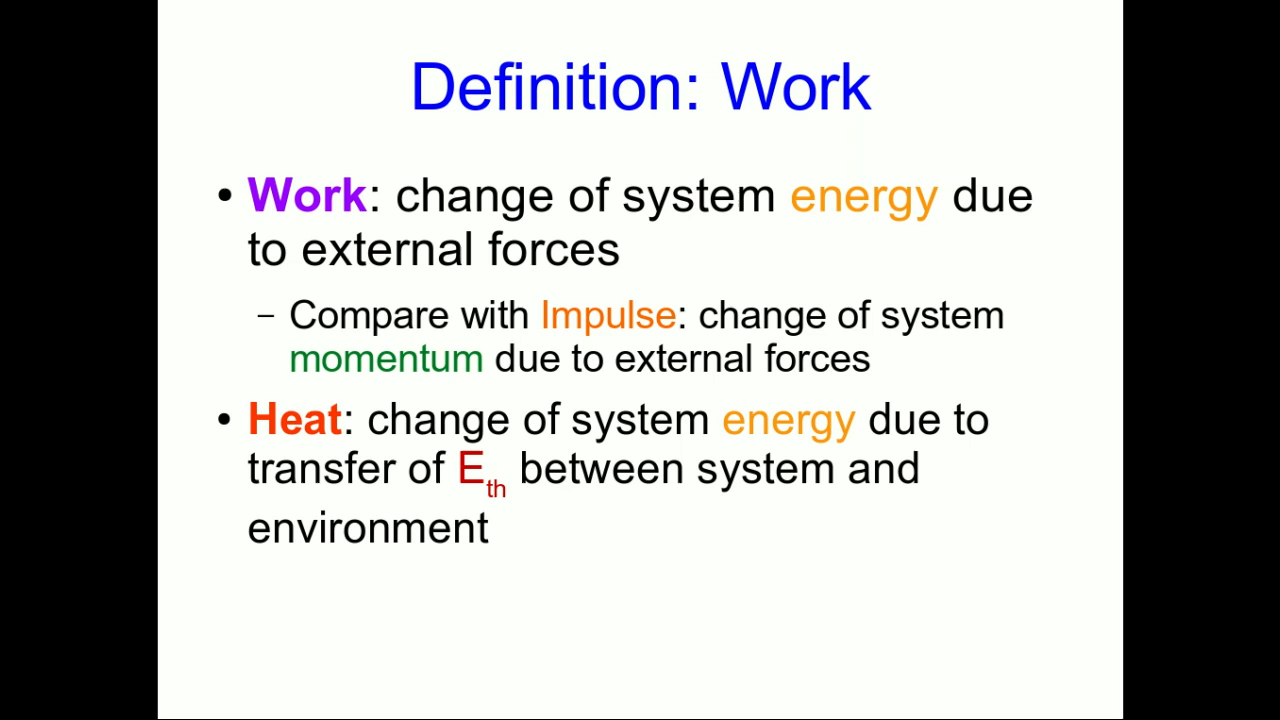 Definition: Work
• Work: change of system energy due
to external forces
– Compare with Impulse: change of system
momentum due to external forces
• Heat: change of system energy due to
transfer of Eth between system and
environment